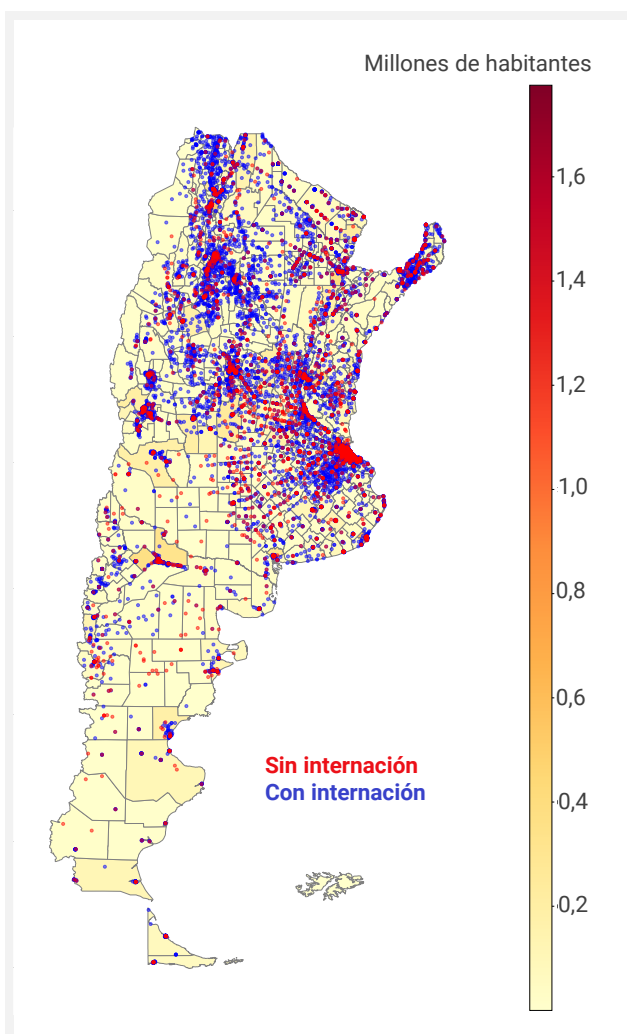 Millones de habitantes
1,6
1,4
1,2
1,0
0,8
0,6
0,4
0,2
Sin internación
Con internación